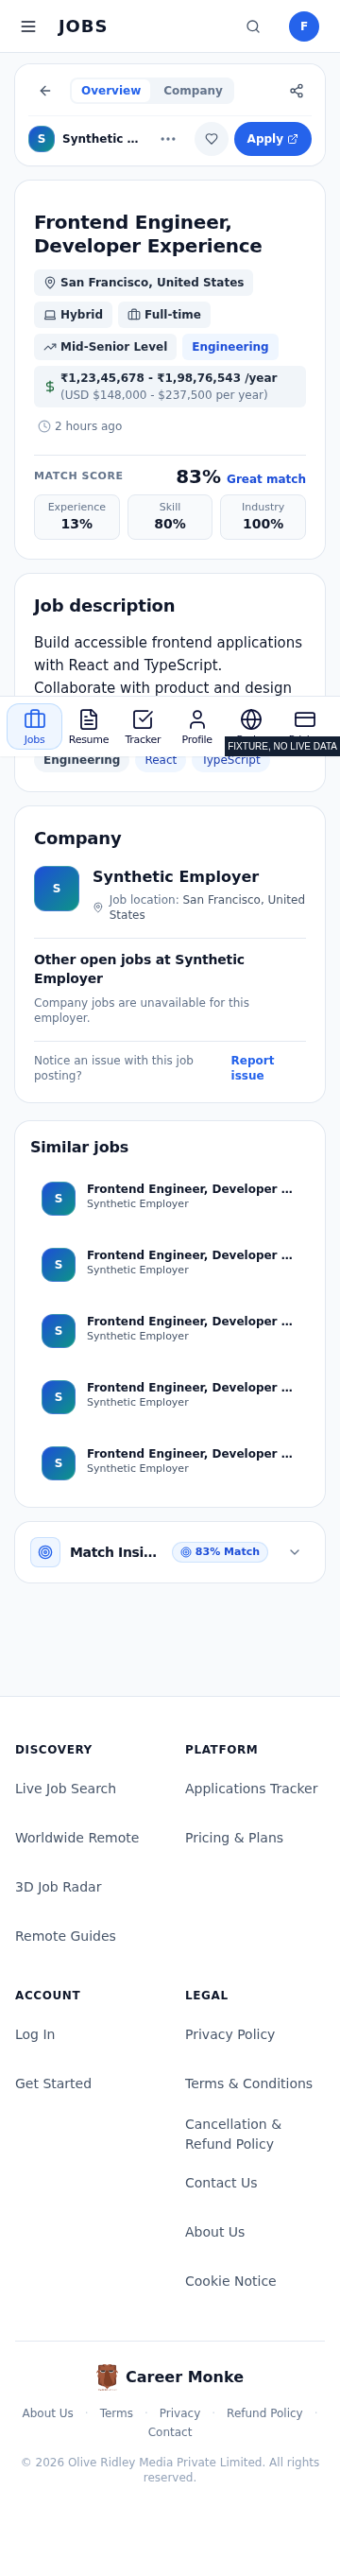 JOBS
F
Overview
Company
S
Synthetic ...
Apply
Frontend Engineer,
Developer Experience
San Francisco, United States
Hybrid
Full-time
Mid-Senior Level
Engineering
₹1,23,45,678 - ₹1,98,76,543 /year
(USD $148,000 - $237,500 per year)
2 hours ago
MATCH SCORE
83% Great match
Experience
13%
Skill
80%
Industry
100%
Job description
Build accessible frontend applications
with React and TypeScript.
Collaborate with product and design
Jobs
Resume
Tracker
Profile
FIXTURE, NO LIVE DATA
Engineering
React
TypeScript
Company
S
Synthetic Employer
Job location: San Francisco, United
States
Other open jobs at Synthetic
Employer
Company jobs are unavailable for this
employer.
Notice an issue with this job
posting?
Report
issue
Similar jobs
S
Frontend Engineer, Developer ...
Synthetic Employer
S
Frontend Engineer, Developer ...
Synthetic Employer
S
Frontend Engineer, Developer ...
Synthetic Employer
S
Frontend Engineer, Developer ...
Synthetic Employer
S
Frontend Engineer, Developer ...
Synthetic Employer
Match Insi...
83% Match
DISCOVERY
Live Job Search
Worldwide Remote
3D Job Radar
Remote Guides
PLATFORM
Applications Tracker
Pricing & Plans
ACCOUNT
Log In
Get Started
LEGAL
Privacy Policy
Terms & Conditions
Cancellation &
Refund Policy
Contact Us
About Us
Cookie Notice
Career Monke
About Us · Terms · Privacy · Refund Policy ·
Contact
© 2026 Olive Ridley Media Private Limited. All rights
reserved.